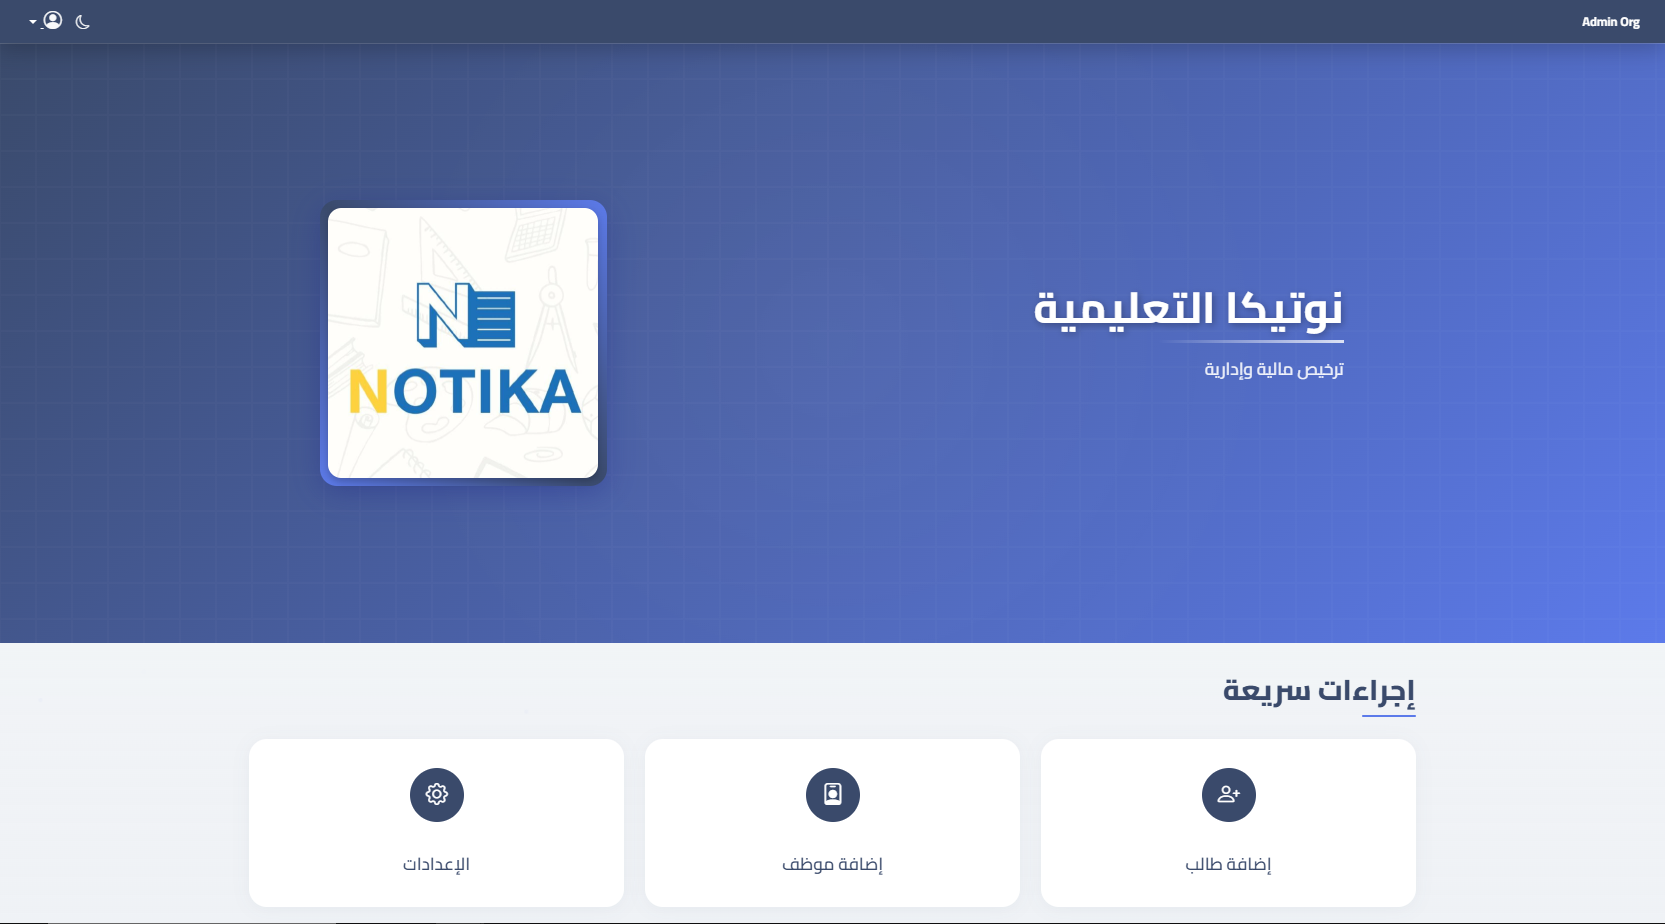 Admin Org
نوتيكا التعليمية
ترخيص مالية وإدارية
NOTIKA
إجراءات سريعة
إضافة طالب
إضافة موظف
الإعدادات